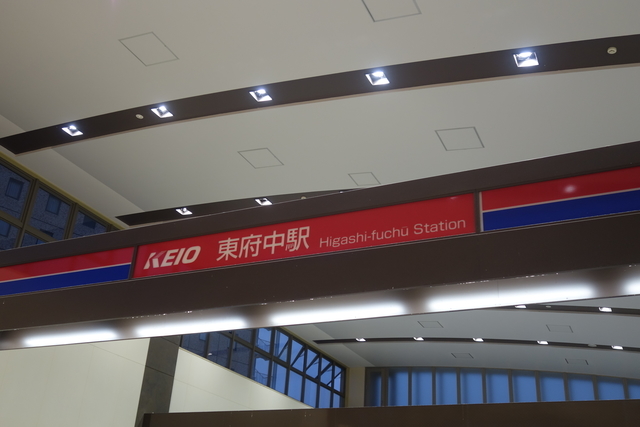 KEIO 東府中駅 Higashi-fuchū Station